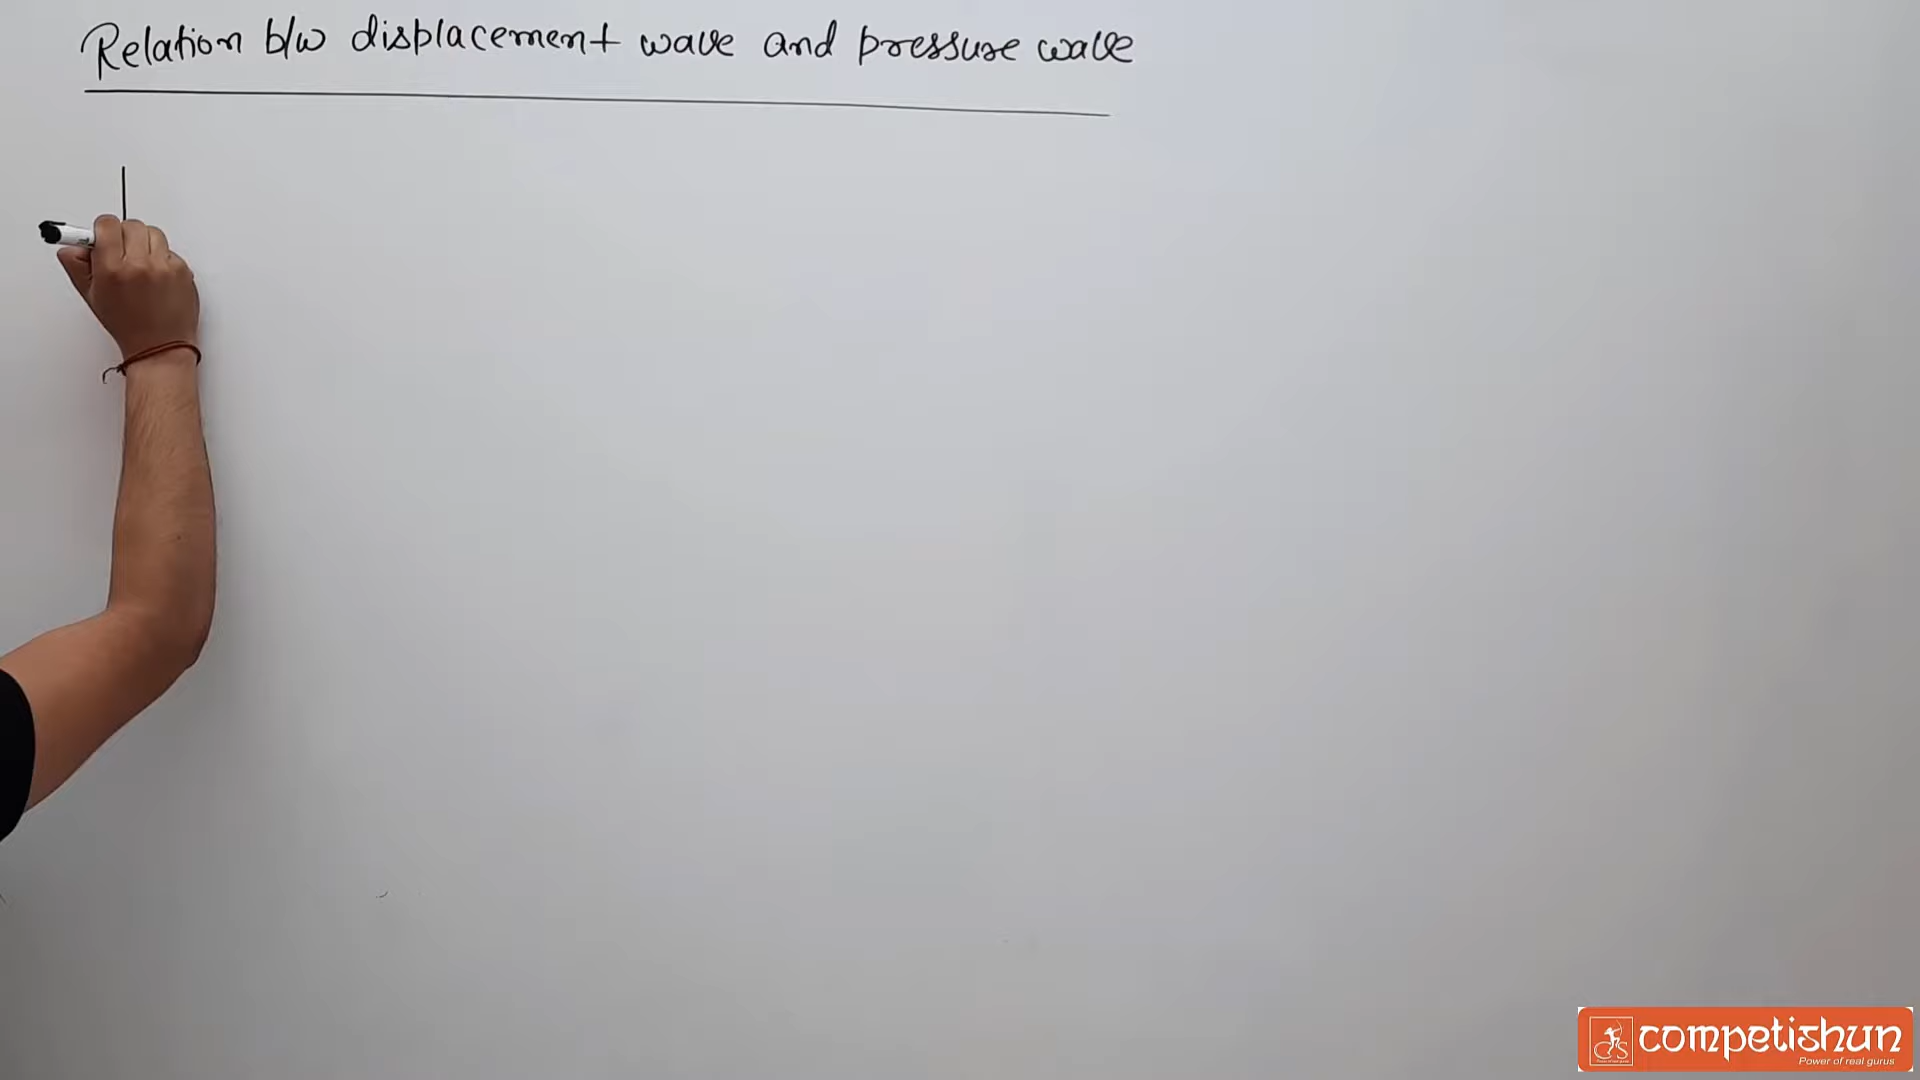 Relation b/w displacement wave and pressure wave
competishun
Power of real gurus